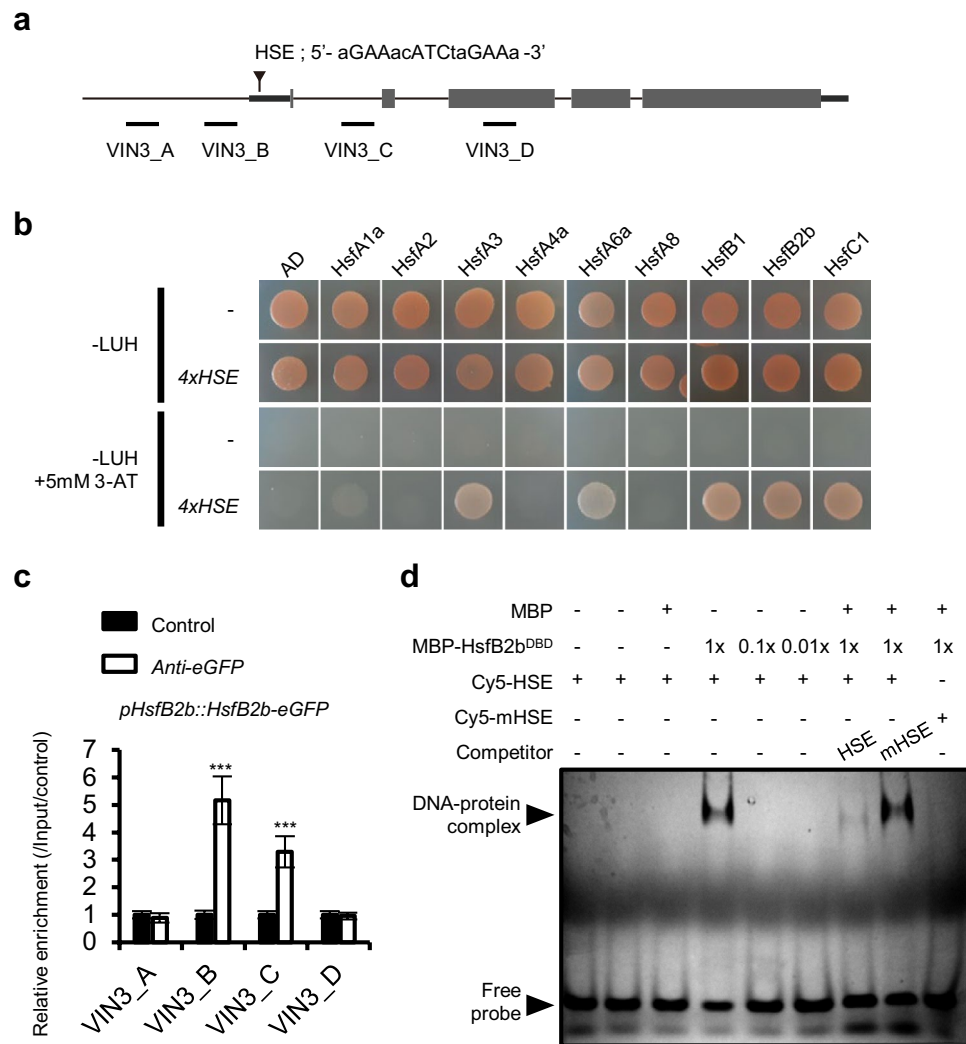 a
HSE ; 5'- aGAAacATCtaGAAa -3'
VIN3_A VIN3_B VIN3_C VIN3_D
b
AD HsfA1a HsfA2 HsfA3 HsfA4a HsfA6a HsfA8 HsfB1 HsfB2b HsfC1
-LUH
-
4xHSE
-LUH
+5mM 3-AT
-
4xHSE
c
Control
Anti-eGFP
pHsfB2b::HsfB2b-eGFP
Relative enrichment (/Input/control)
7
6
5
4
3
2
1
0
***
***
VIN3_A VIN3_B VIN3_C VIN3_D
d
MBP - - + - - - + + +
MBP-HsfB2bDBD - - - 1x 0.1x 0.01x 1x 1x 1x
Cy5-HSE + + + + + + + + -
Cy5-mHSE - - - - - - - - +
Competitor - - - - - - HSE mHSE -
DNA-protein
complex
Free
probe